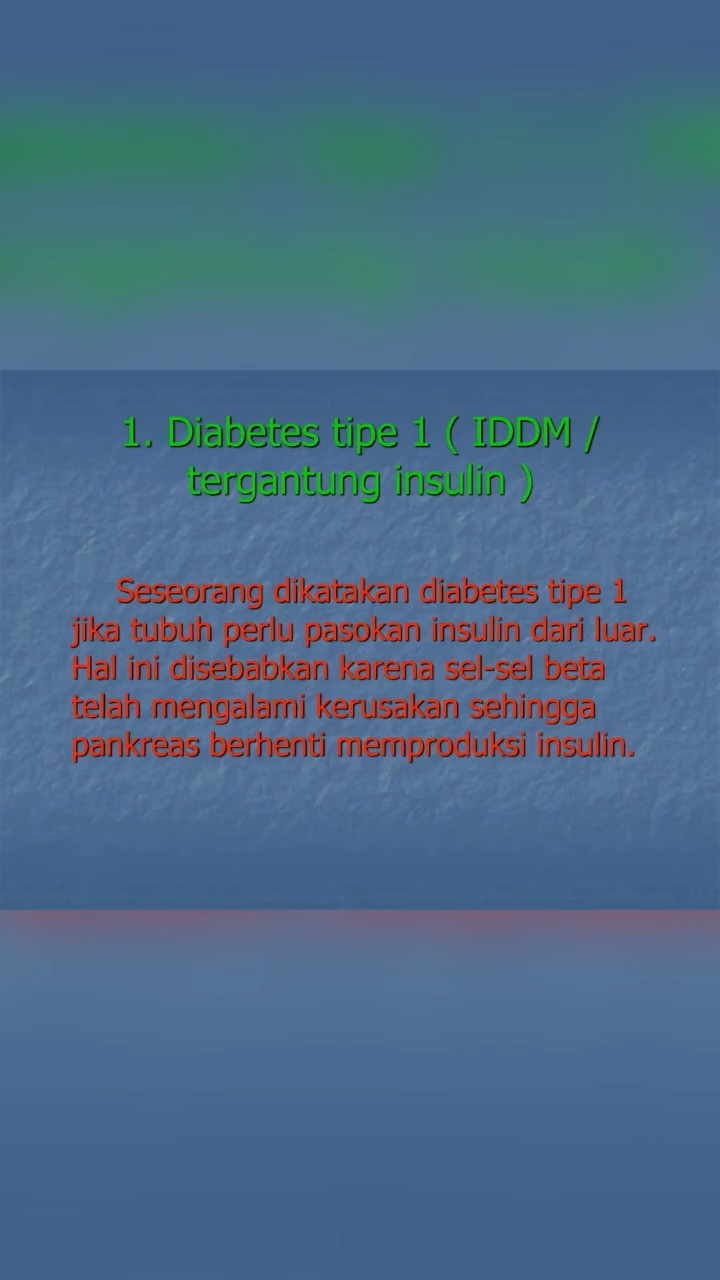 1. Diabetes tipe 1 ( IDDM /
tergantung insulin )
Seseorang dikatakan diabetes tipe 1
jika tubuh perlu pasokan insulin dari luar.
Hal ini disebabkan karena sel-sel beta
telah mengalami kerusakan sehingga
pankreas berhenti memproduksi insulin.